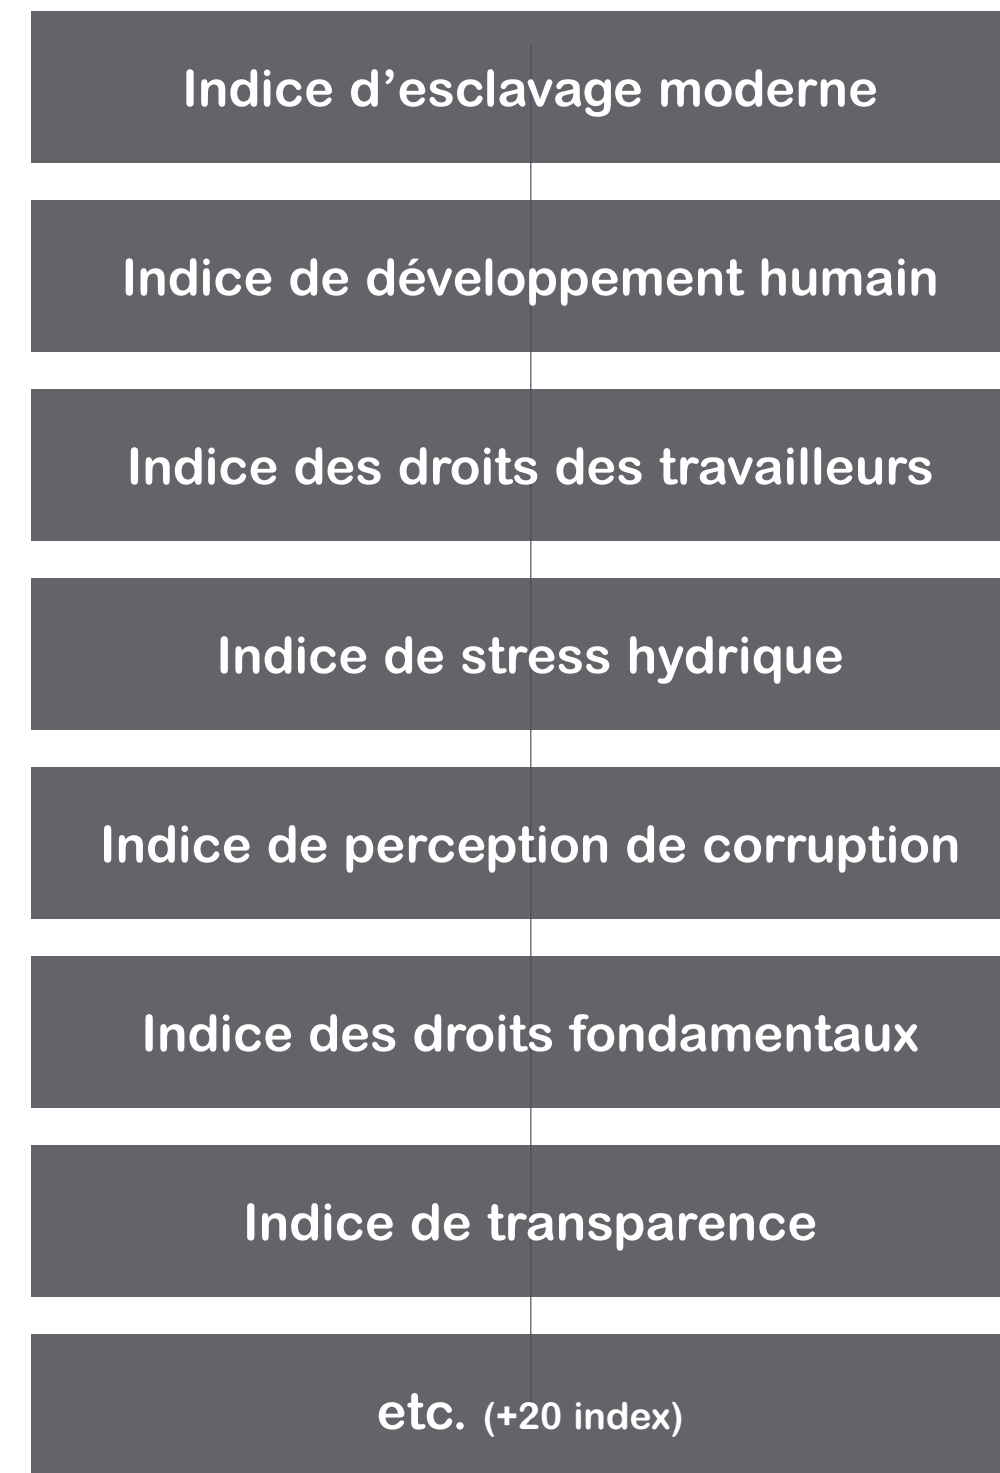 Indice d’esclavage moderne
Indice de développement humain
Indice des droits des travailleurs
Indice de stress hydrique
Indice de perception de corruption
Indice des droits fondamentaux
Indice de transparence
etc. (+20 index)